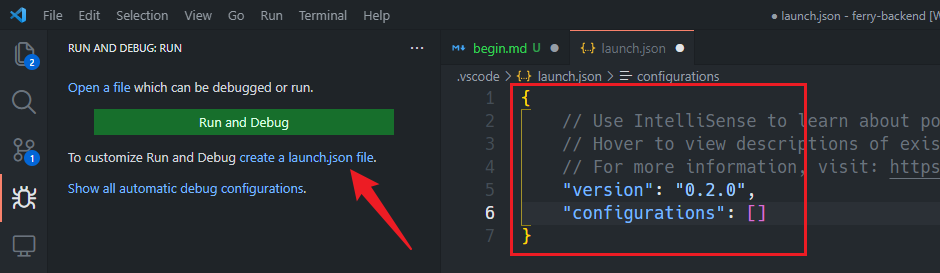 File Edit Selection View Go Run Terminal Help
● launch.json - ferry-backend [W
RUN AND DEBUG: RUN
...
Open a file which can be debugged or run.
Run and Debug
To customize Run and Debug create a launch.json file.
Show all automatic debug configurations.
2
1
begin.md U ●
{..} launch.json ●
.vscode > {..} launch.json > configurations
1 {
2 // Use IntelliSense to learn about po
3 // Hover to view descriptions of exis
4 // For more information, visit: https
5 "version": "0.2.0",
6 "configurations": []
7 }